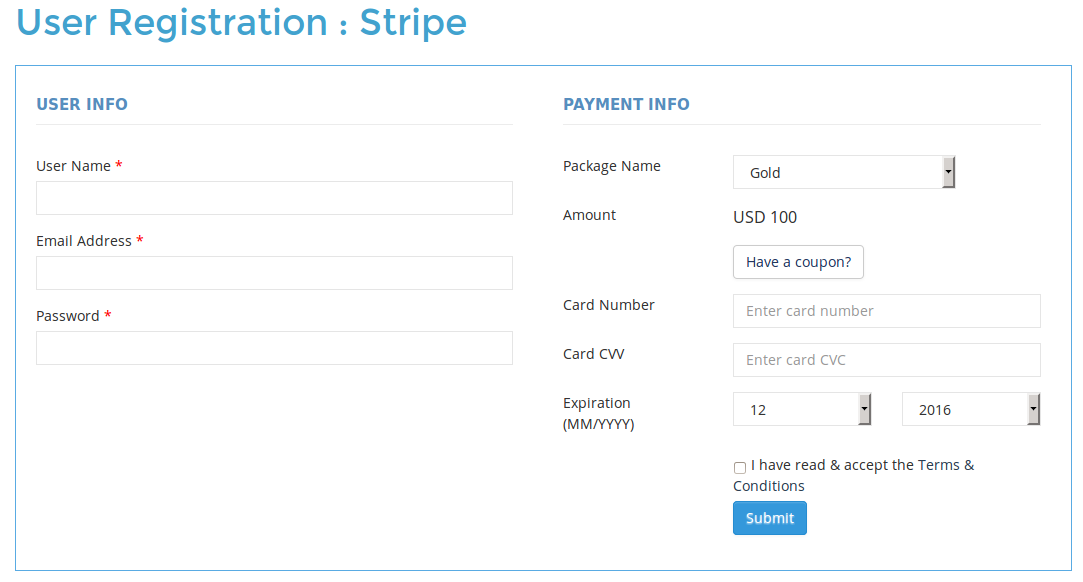 User Registration : Stripe
USER INFO
User Name *
Email Address *
Password *
PAYMENT INFO
Package Name
Gold
Amount
USD 100
Have a coupon?
Card Number
Enter card number
Card CVV
Enter card CVC
Expiration
(MM/YYYY)
12
2016
I have read & accept the Terms &
Conditions
Submit